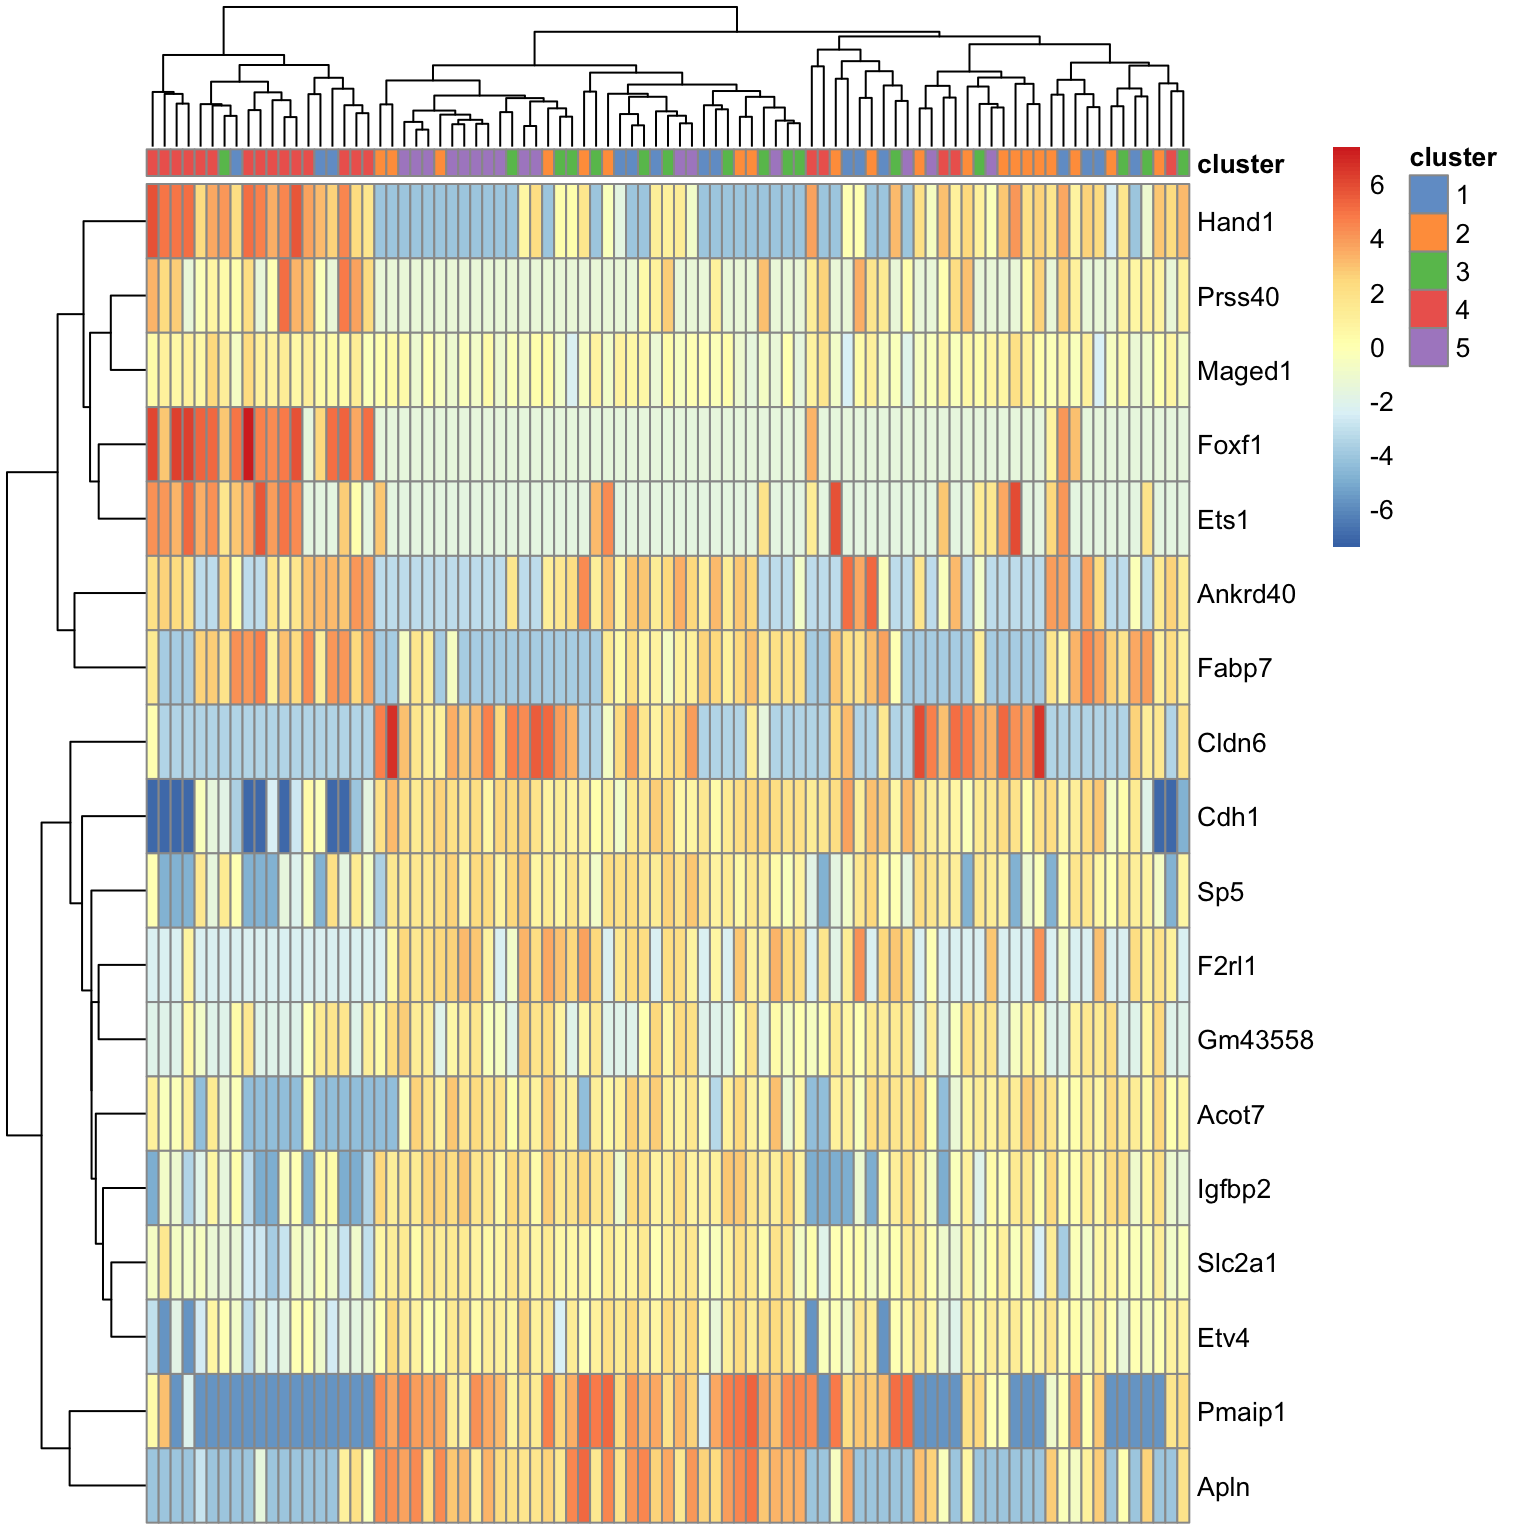 cluster
Hand1
Prss40
Maged1
Foxf1
Ets1
Ankrd40
Fabp7
Cldn6
Cdh1
Sp5
F2rl1
Gm43558
Acot7
Igfbp2
Slc2a1
Etv4
Pmaip1
Apln
6
4
2
0
-2
-4
-6
cluster
1
2
3
4
5